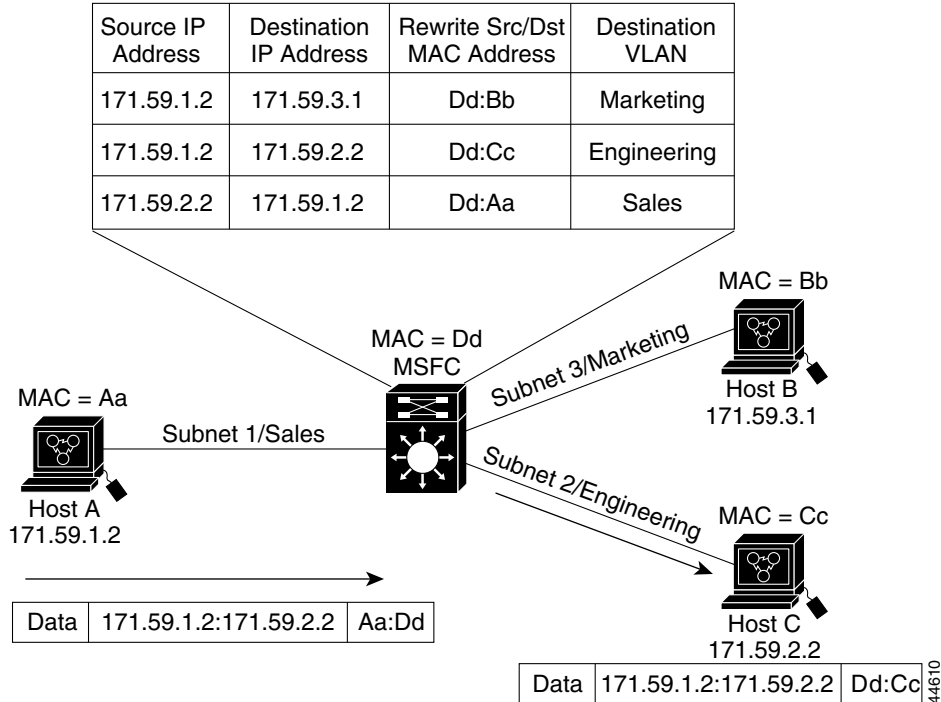 Source IP Address
Destination IP Address
Rewrite Src/Dst MAC Address
Destination VLAN
171.59.1.2 171.59.3.1 Dd:Bb Marketing
171.59.1.2 171.59.2.2 Dd:Cc Engineering
171.59.2.2 171.59.1.2 Dd:Aa Sales
MAC = Bb
MAC = Dd
MSFC
Subnet 3/Marketing
Host B
171.59.3.1
MAC = Aa
Subnet 1/Sales
Host A
171.59.1.2
Subnet 2/Engineering
MAC = Cc
Host C
171.59.2.2
Data 171.59.1.2:171.59.2.2 Aa:Dd
Data 171.59.1.2:171.59.2.2 Dd:Cc
44610